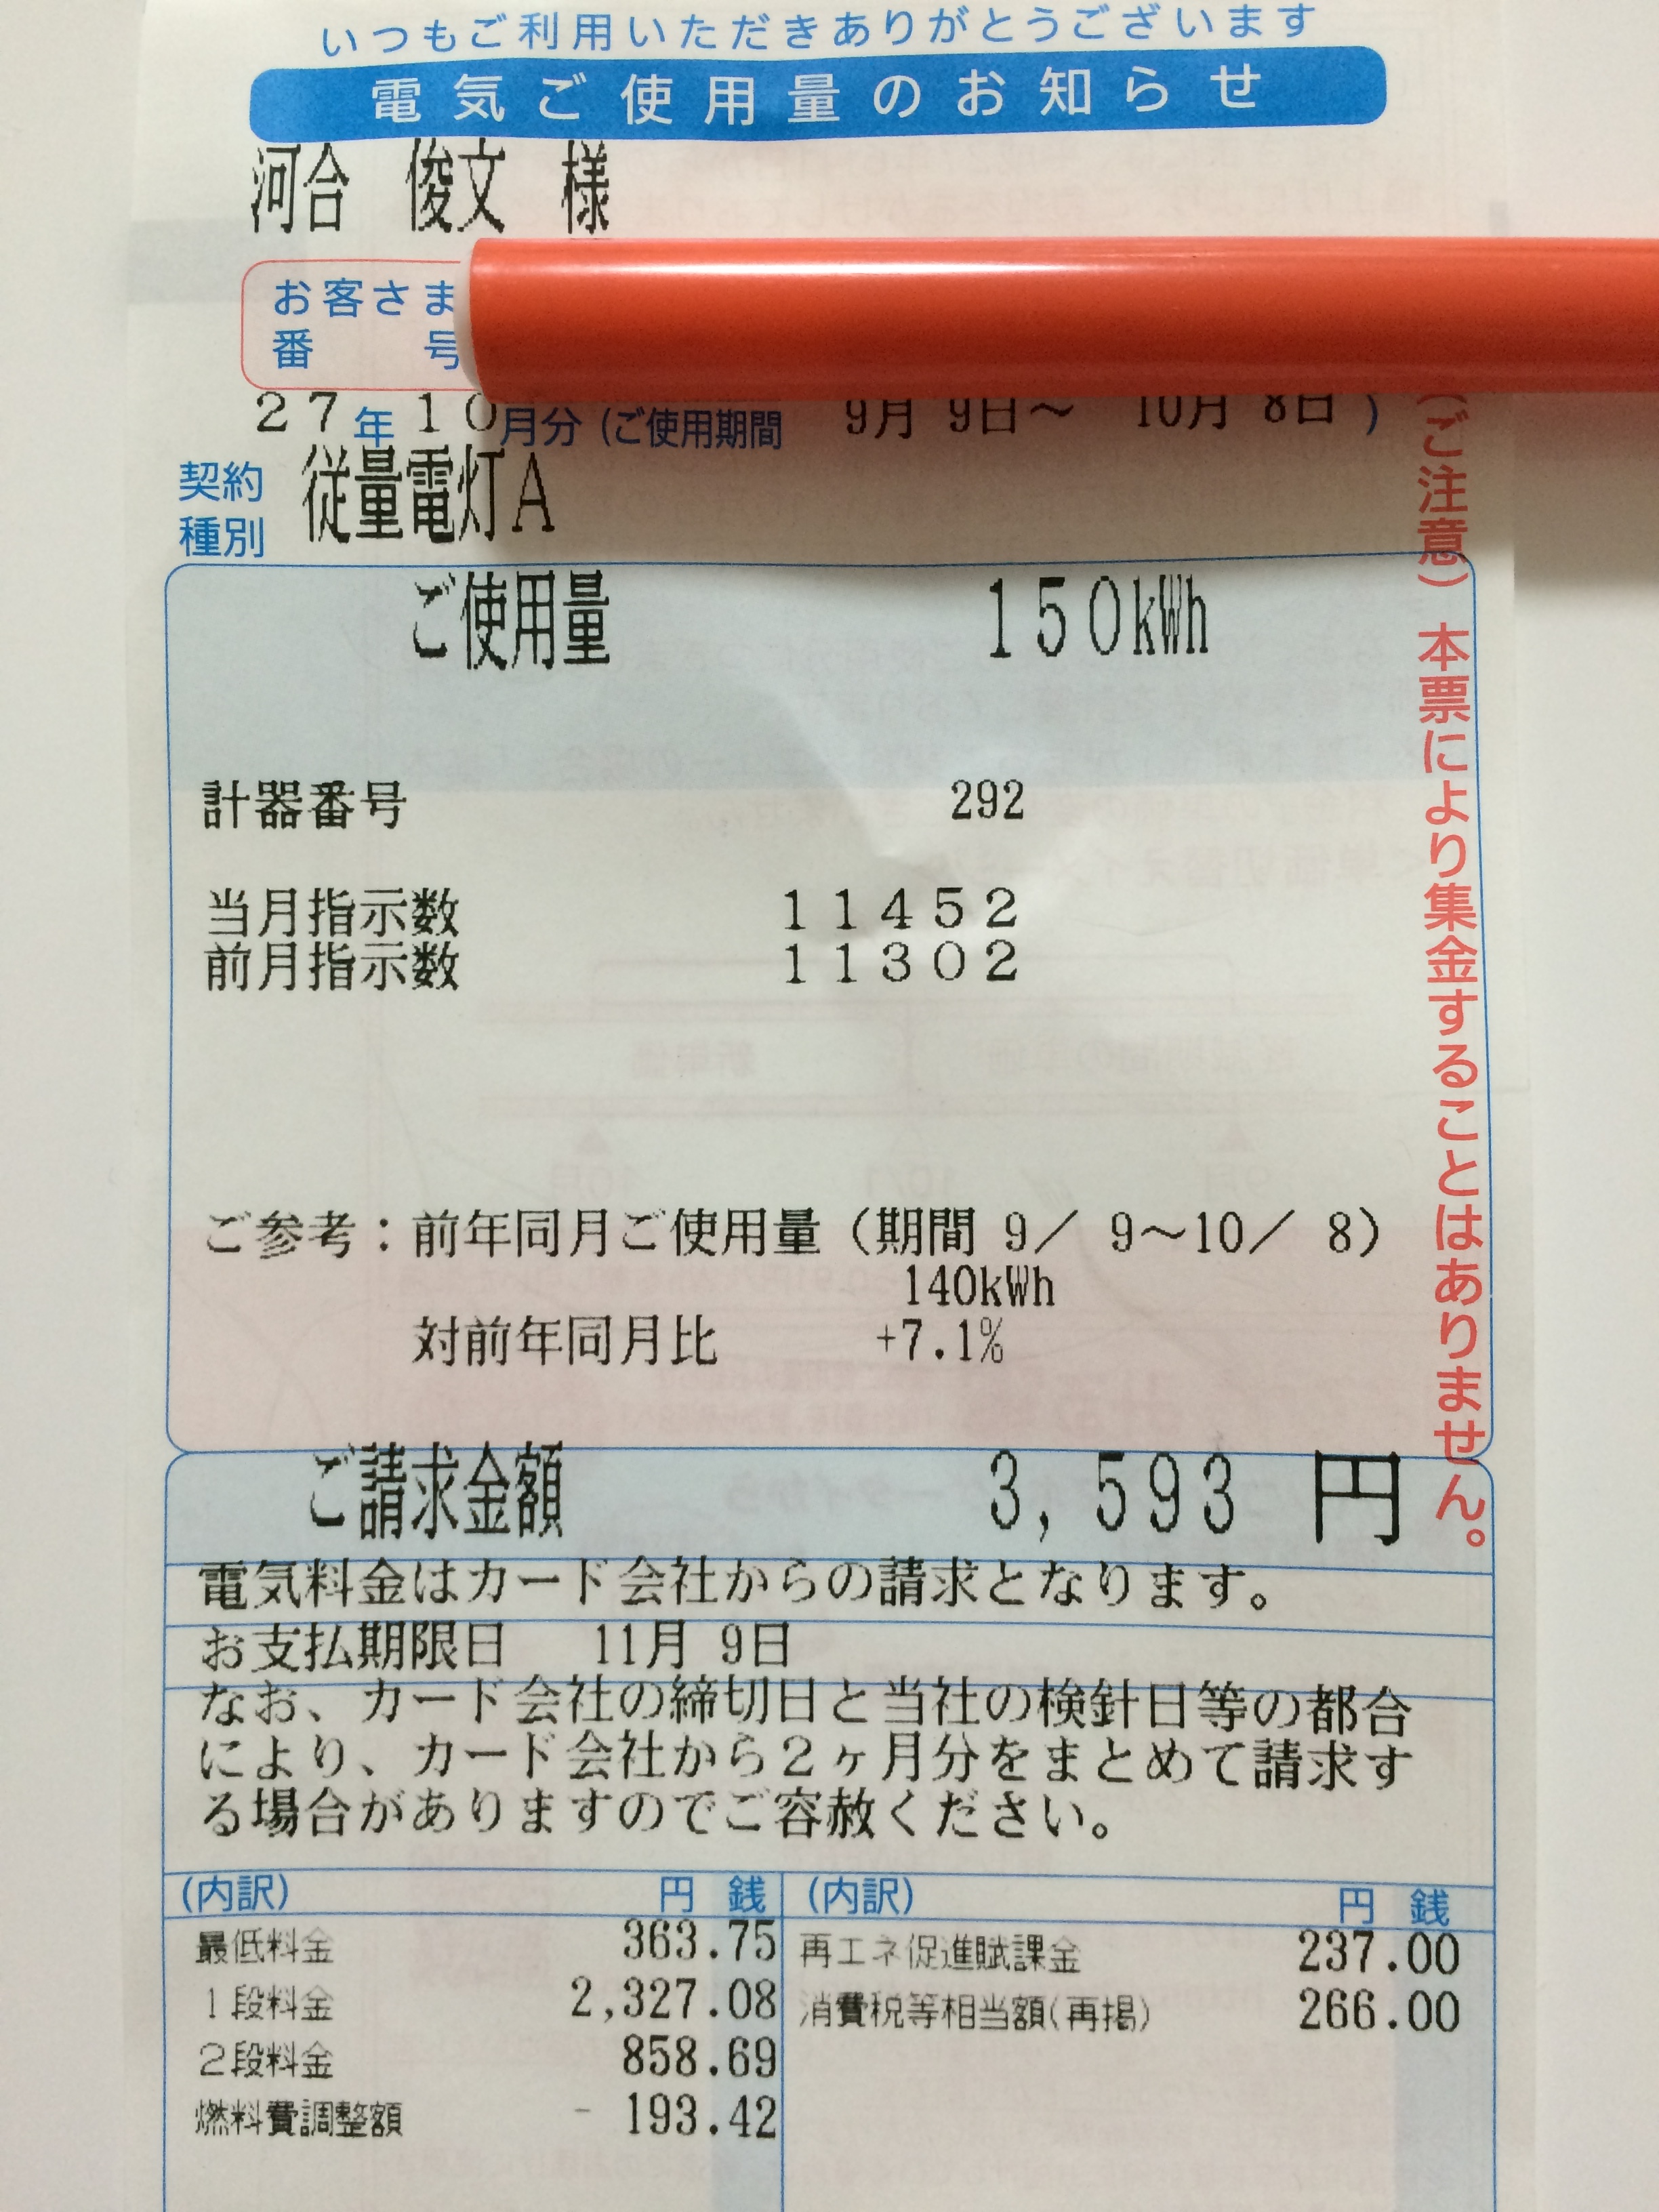 いつもご利用いただきありがとうございます
電気ご使用量のお知らせ
河合 俊文 様
お客さま
番 号
27年10月分(ご使用期間 9月 9日～ 10月 8日)
契約
種別
従量電灯A
ご使用量 150kWh
計器番号 292
当月指示数 11452
前月指示数 11302
ご参考：前年同月ご使用量(期間 9/ 9～10/ 8)
140kWh
対前年同月比 +7.1%
ご請求金額 3,593 円
電気料金はカード会社からの請求となります。
お支払期限日 11月 9日
なお、カード会社の締切日と当社の検針日等の都合
により、カード会社から2ヶ月分をまとめて請求す
る場合がありますのでご容赦ください。
(内訳) 円 銭 (内訳) 円 銭
最低料金 363.75 再エネ促進賦課金 237.00
1段料金 2,327.08 消費税等相当額(再掲) 266.00
2段料金 858.69
燃料費調整額 - 193.42
(ご注意) 本票により集金することはありません。